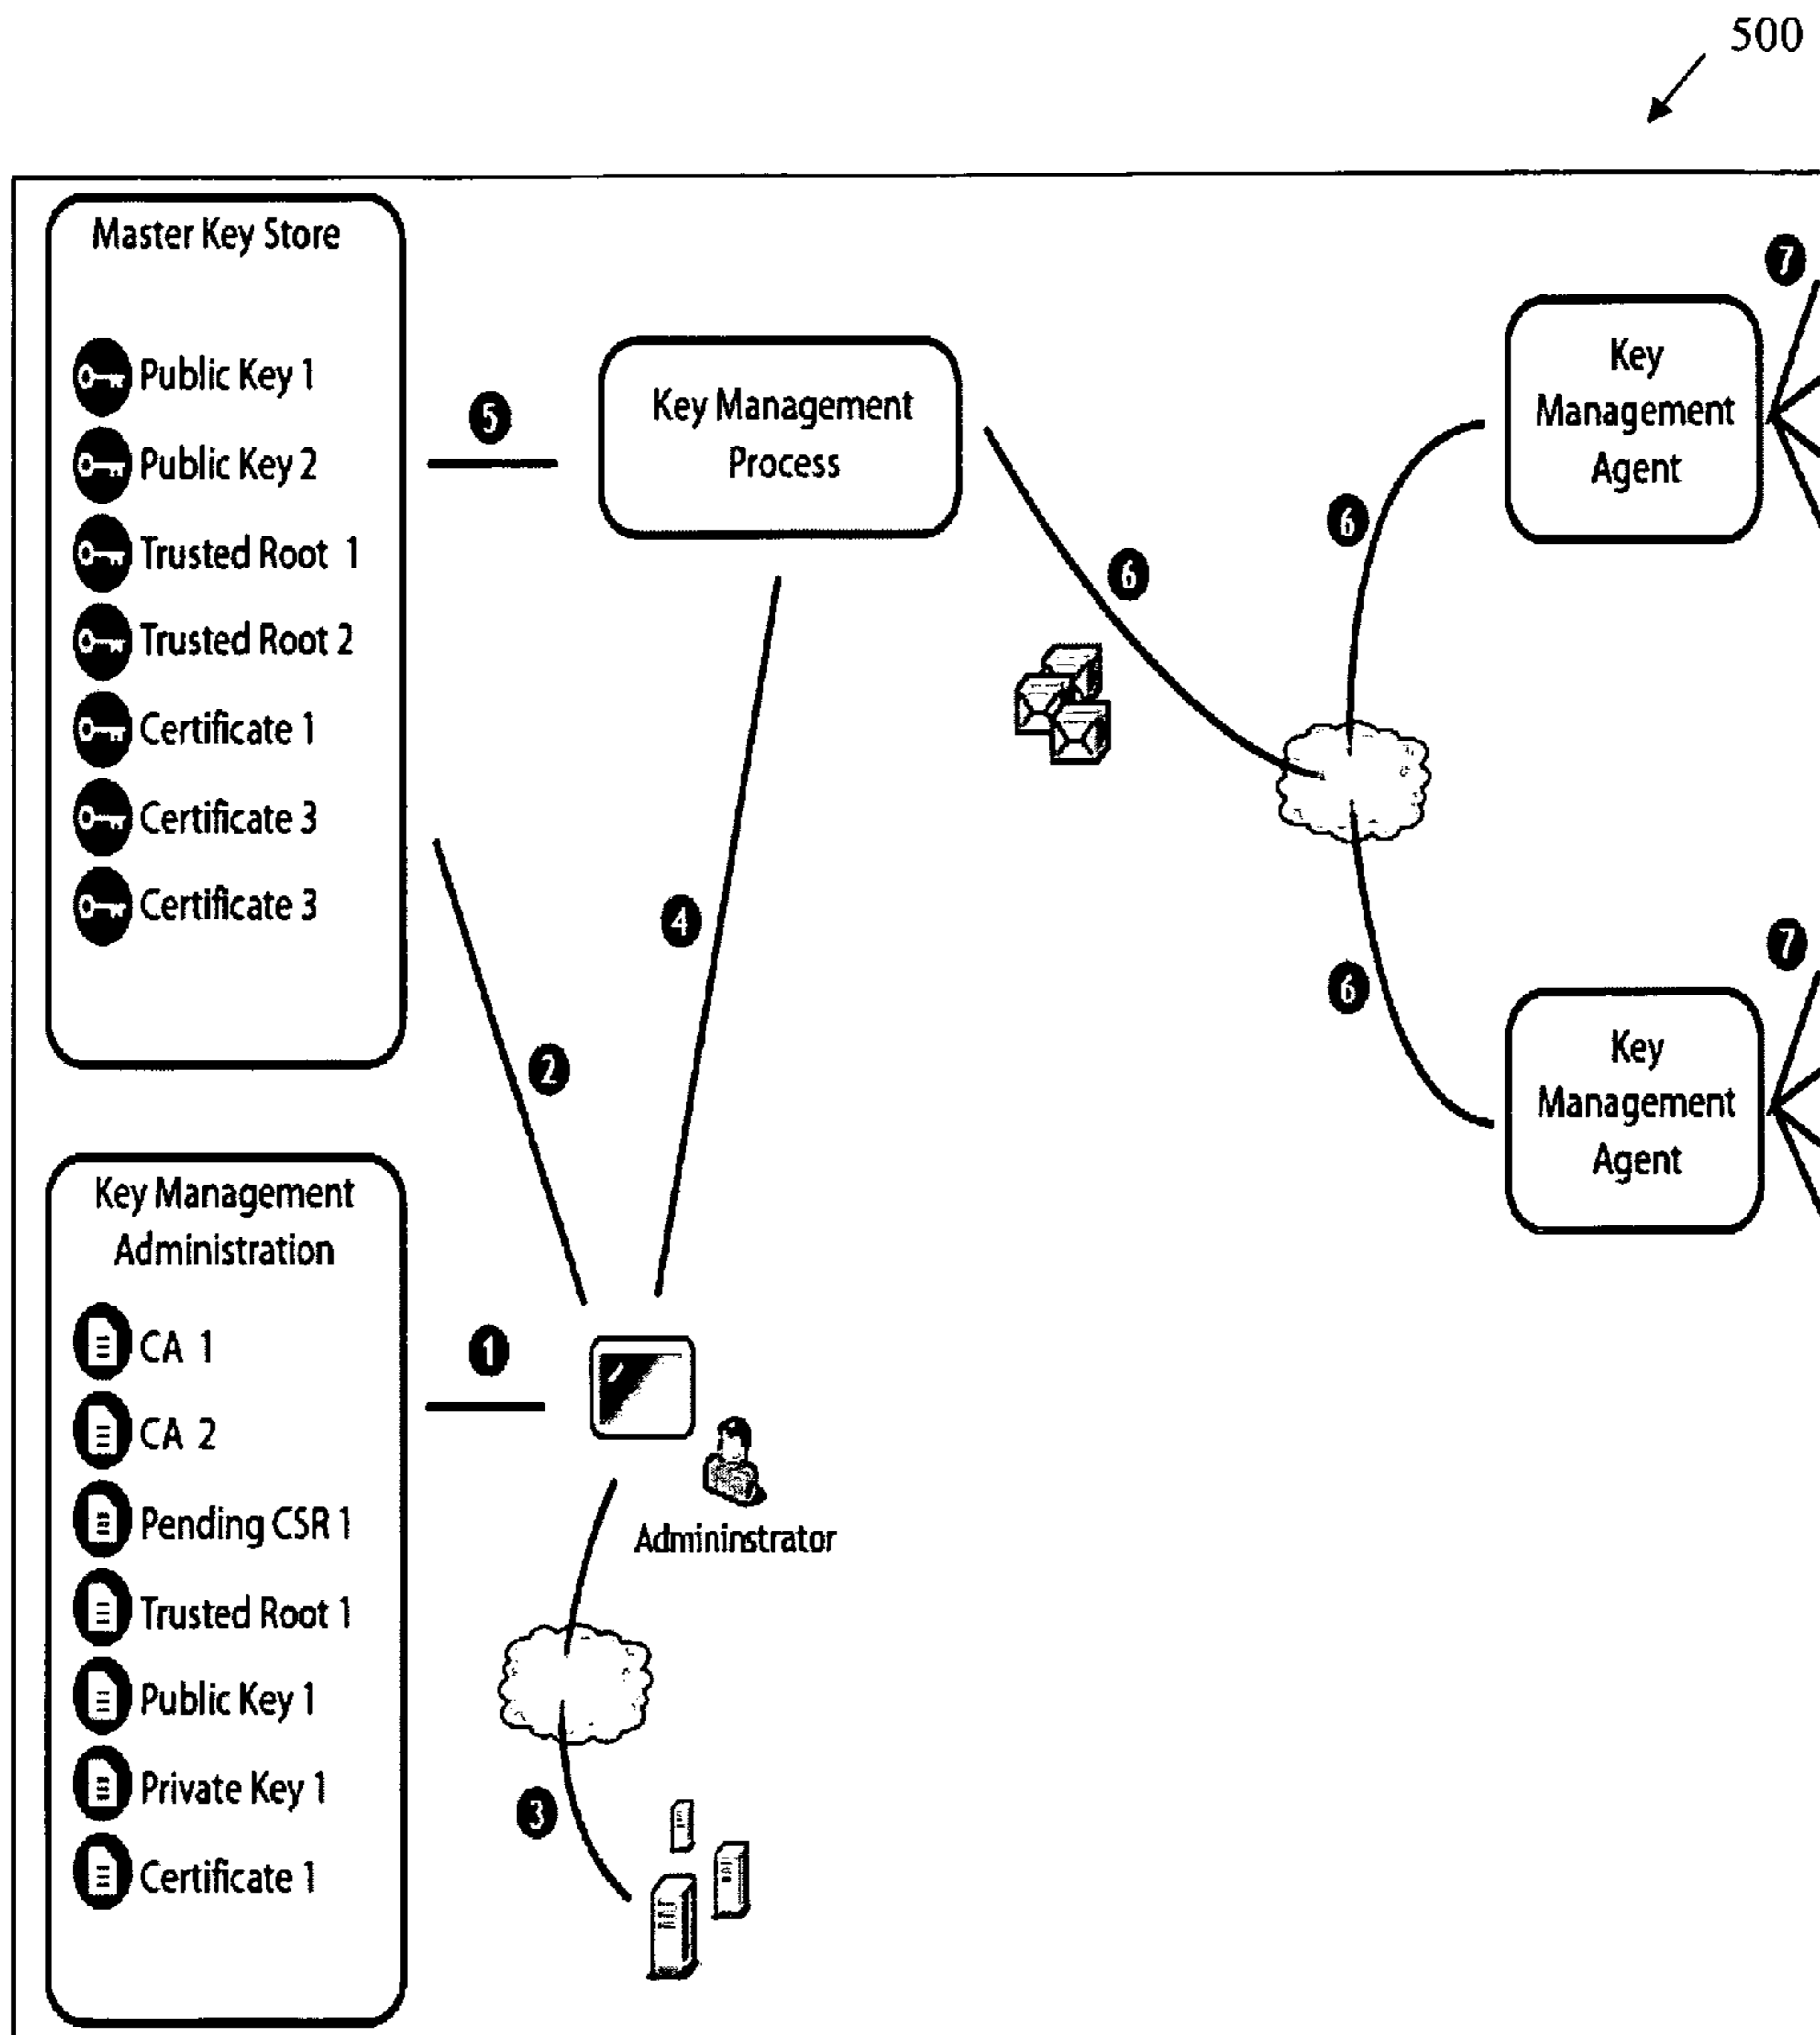 500
Master Key Store
Public Key 1
Public Key 2
Trusted Root 1
Trusted Root 2
Certificate 1
Certificate 3
Certificate 3
5
Key Management
Process
7
Key
Management
Agent
6
6
4
2
6
7
Key
Management
Agent
Key Management
Administration
CA 1
CA 2
Pending CSR 1
Trusted Root 1
Public Key 1
Private Key 1
Certificate 1
1
Admininstrator
3